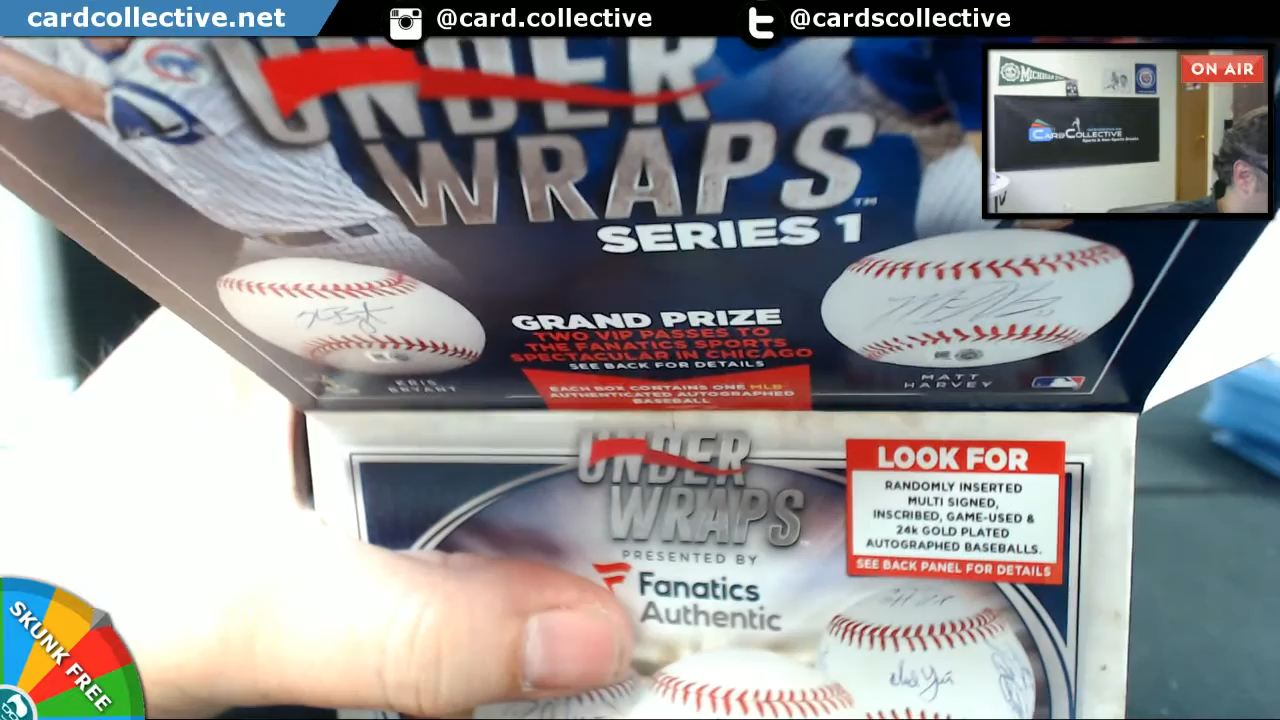 cardcollective.net
@card.collective
@cardscollective
ON AIR
MICHIGAN
CARDCOLLECTIVE
UNDER
WRAPS™
SERIES 1
GRAND PRIZE
TWO VIP PASSES TO
THE FANATICS SPORTS
SPECTACULAR IN CHICAGO
SEE BACK FOR DETAILS
EACH BOX CONTAINS ONE MLB
AUTHENTICATED AUTOGRAPHED
BASEBALL
KRIS
BRYANT
MATT
HARVEY
UNDER
WRAPS
PRESENTED BY
Fanatics
Authentic
LOOK FOR
RANDOMLY INSERTED
MULTI SIGNED,
INSCRIBED, GAME-USED &
24k GOLD PLATED
AUTOGRAPHED BASEBALLS.
SEE BACK PANEL FOR DETAILS
SKUNK FREE